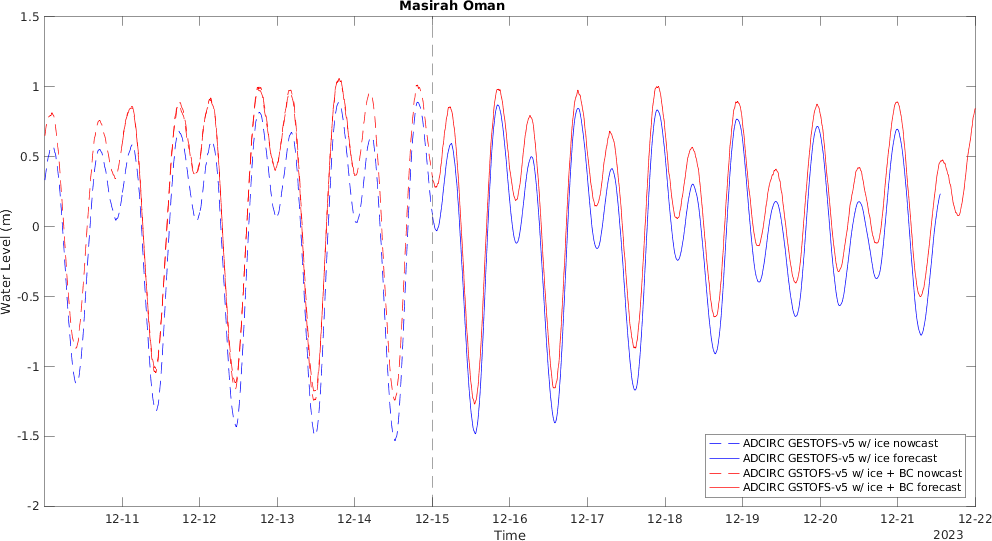 Masirah Oman
1.5
1
0.5
0
-0.5
-1
-1.5
-2
Water Level (m)
12-11 12-12 12-13 12-14 12-15 12-16 12-17 12-18 12-19 12-20 12-21 12-22
Time
2023
ADCIRC GESTOFS-v5 w/ ice nowcast
ADCIRC GESTOFS-v5 w/ ice forecast
ADCIRC GSTOFS-v5 w/ ice + BC nowcast
ADCIRC GSTOFS-v5 w/ ice + BC forecast